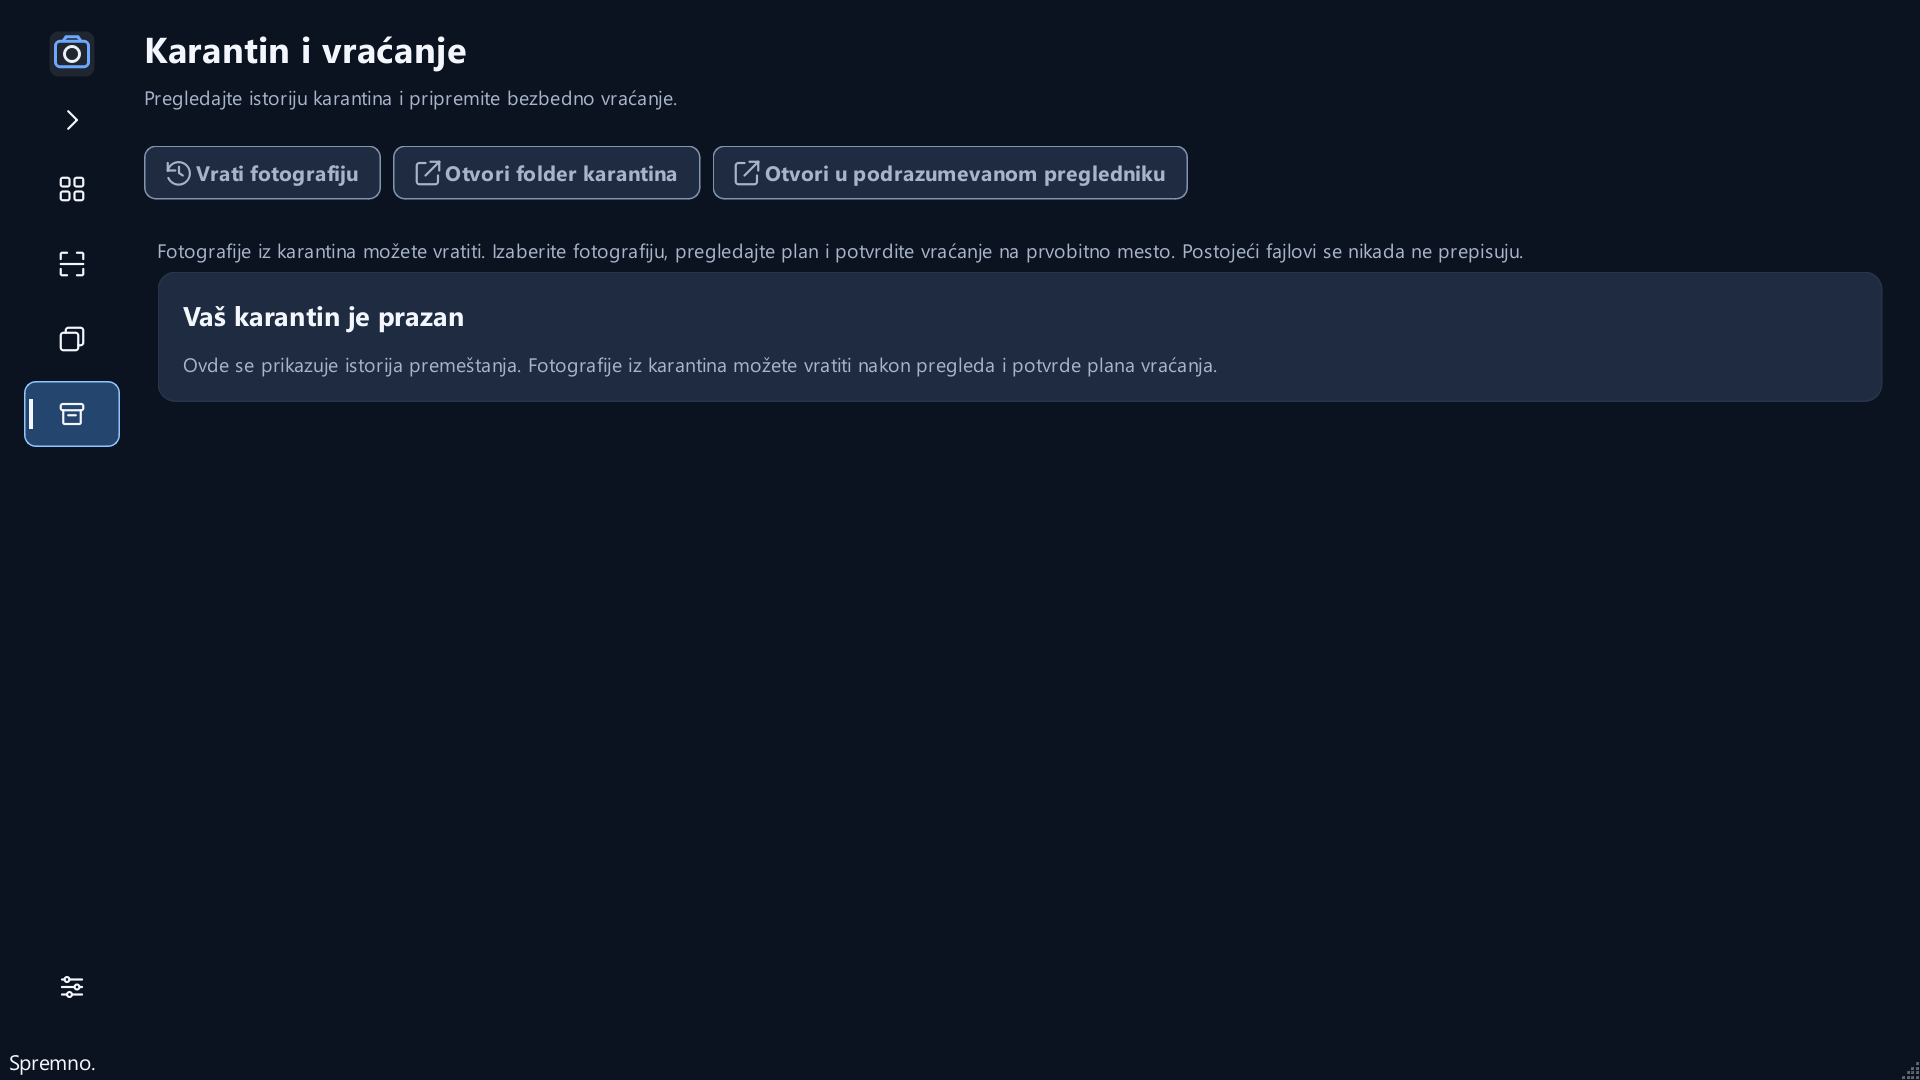 Karantin i vraćanje
Pregledajte istoriju karantina i pripremite bezbedno vraćanje.
Vrati fotografiju
Otvori folder karantina
Otvori u podrazumevanom pregledniku
Fotografije iz karantina možete vratiti. Izaberite fotografiju, pregledajte plan i potvrdite vraćanje na prvobitno mesto. Postojeći fajlovi se nikada ne prepisuju.
Vaš karantin je prazan
Ovde se prikazuje istorija premeštanja. Fotografije iz karantina možete vratiti nakon pregleda i potvrde plana vraćanja.
Spremno.